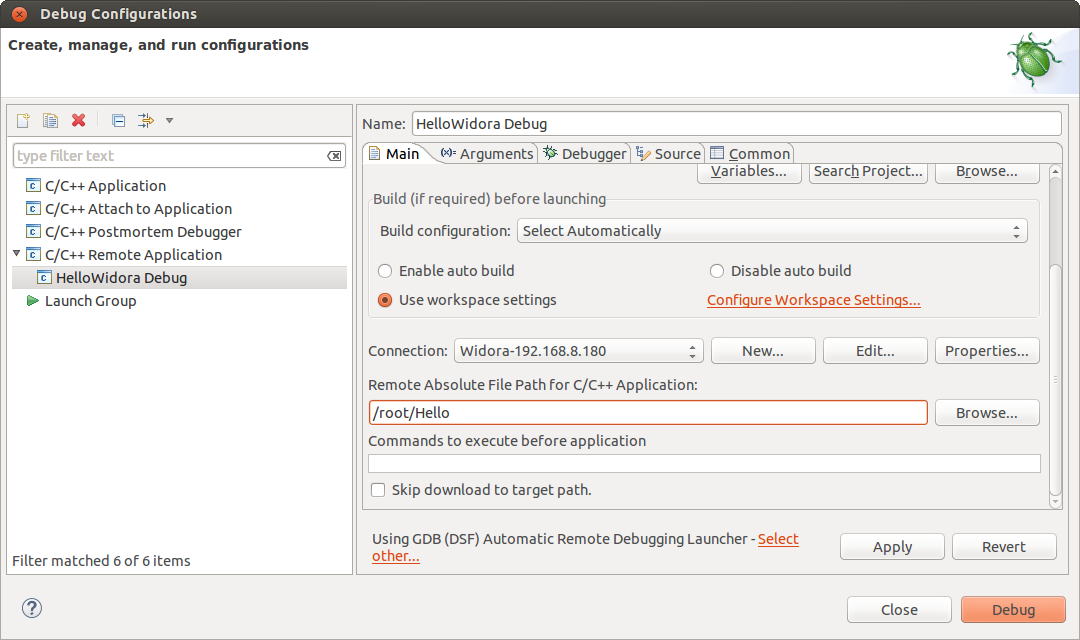 Debug Configurations
Create, manage, and run configurations
type filter text
C/C++ Application
C/C++ Attach to Application
C/C++ Postmortem Debugger
C/C++ Remote Application
HelloWidora Debug
Launch Group
Filter matched 6 of 6 items
Name: HelloWidora Debug
Main (x)= Arguments Debugger Source Common
Variables... Search Project... Browse...
Build (if required) before launching
Build configuration: Select Automatically
Enable auto build Disable auto build
Use workspace settings Configure Workspace Settings...
Connection: Widora-192.168.8.180 New... Edit... Properties...
Remote Absolute File Path for C/C++ Application:
/root/Hello Browse...
Commands to execute before application
Skip download to target path.
Using GDB (DSF) Automatic Remote Debugging Launcher - Select
other...
Apply Revert
? Close Debug